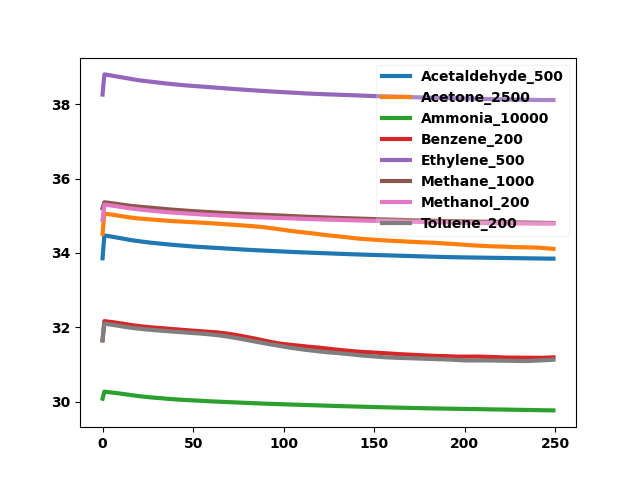 Acetaldehyde_500
Acetone_2500
Ammonia_10000
Benzene_200
Ethylene_500
Methane_1000
Methanol_200
Toluene_200
38
36
34
32
30
0 50 100 150 200 250